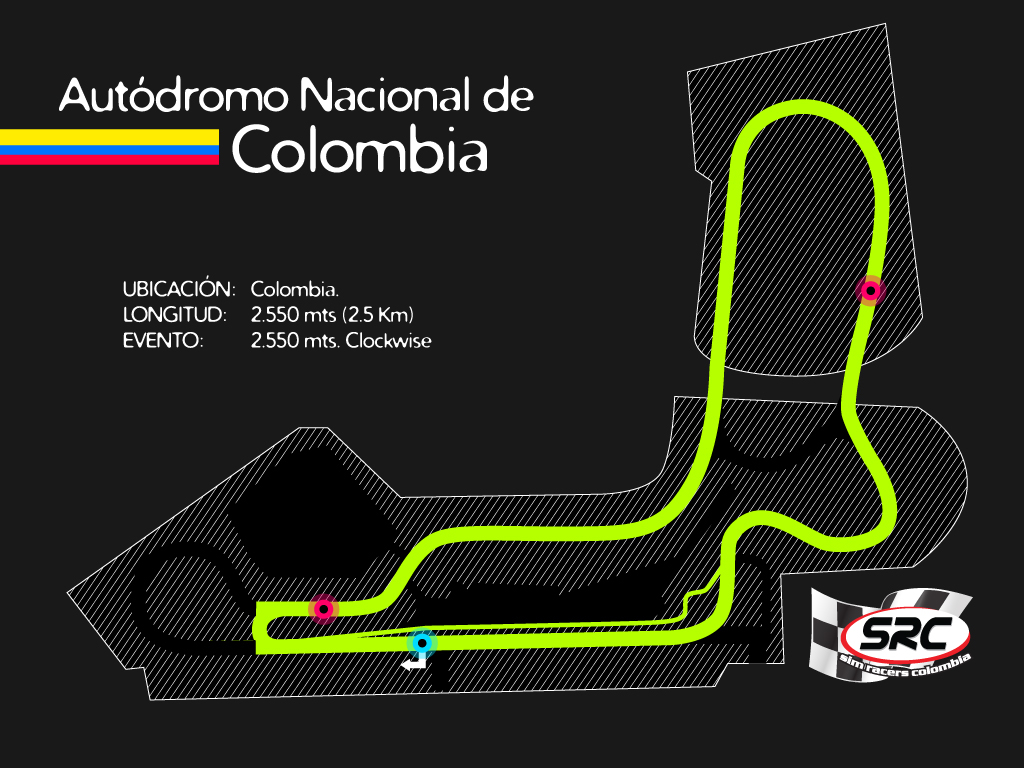 Autódromo Nacional de
Colombia
UBICACIÓN: Colombia.
LONGITUD: 2.550 mts (2.5 Km)
EVENTO: 2.550 mts. Clockwise
SRC
sim racers colombia